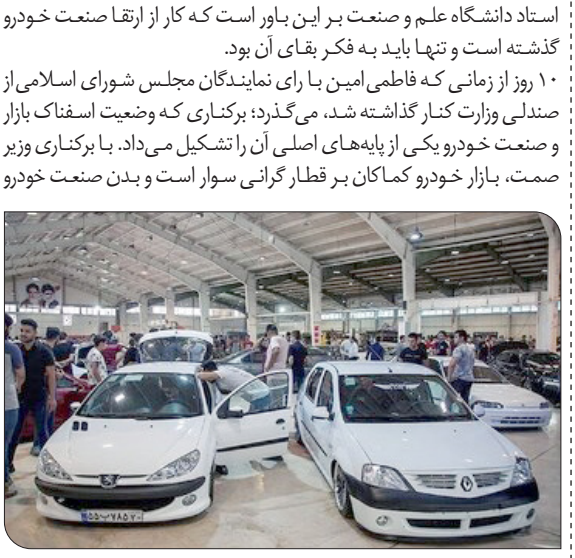 استاد دانشگاه علم و صنعت بر این باور است که کار از ارتقا صنعت خودرو
گذشته است و تنها باید به فکر بقای آن بود.
۱۰ روز از زمانی که فاطمی‌امین با رای نمایندگان مجلس شورای اسلامی از
صندلی وزارت کنار گذاشته شد، می‌گذرد؛ برکناری که وضعیت اسفناک بازار
و صنعت خودرو یکی از پایه‌های اصلی آن را تشکیل می‌داد. با برکناری وزیر
صمت، بازار خودرو کماکان بر قطار گرانی سوار است و بدن صنعت خودرو